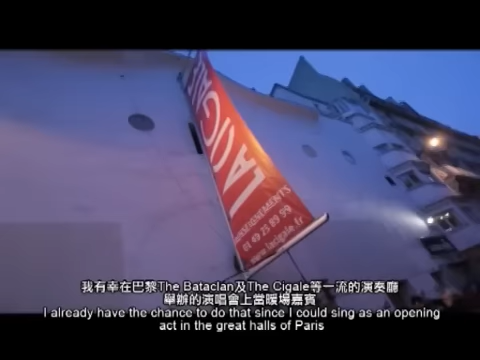 LA CIGALE
LA CIGALE
RENSEIGNEMENTS
01 49 25 89 99
www.lacigale.fr
我有幸在巴黎The Bataclan及The Cigale等一流的演奏廳
舉辦的演唱會上當暖場嘉賓
I already have the chance to do that since I could sing as an opening
act in the great halls of Paris